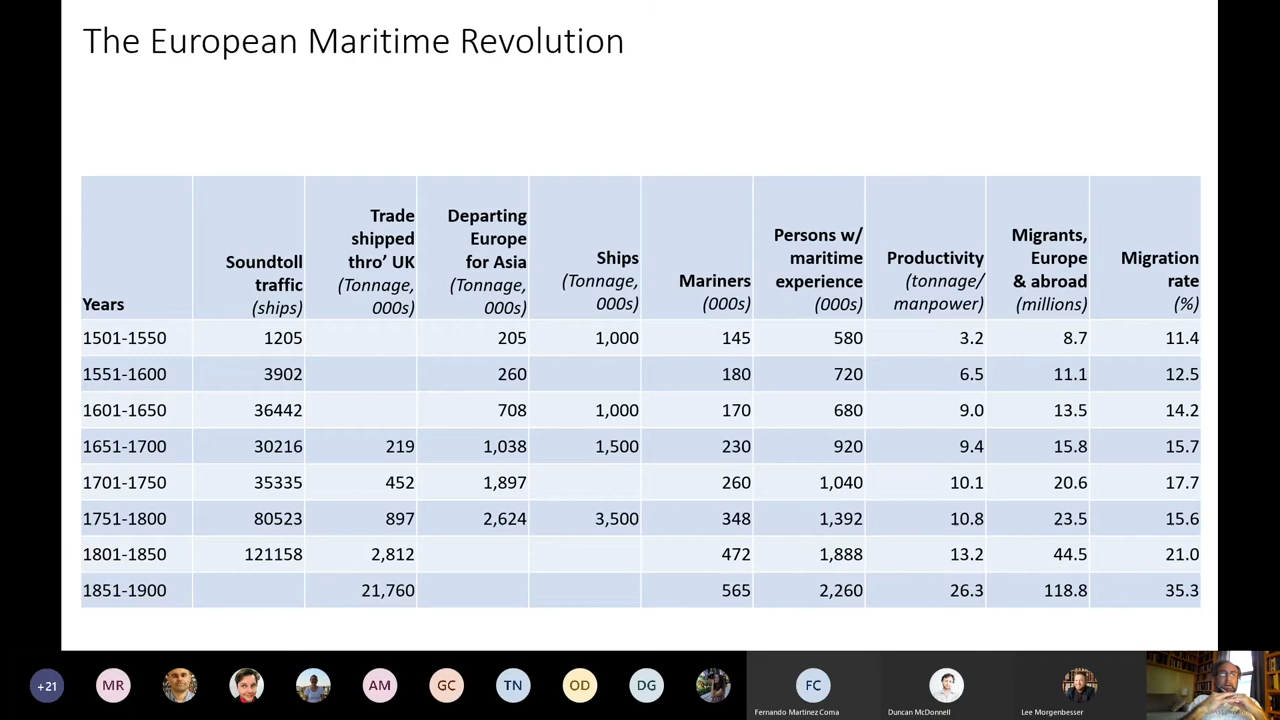 The European Maritime Revolution
Years
Soundtoll
traffic
(ships)
Trade
shipped
thro’ UK
(Tonnage,
000s)
Departing
Europe
for Asia
(Tonnage,
000s)
Ships
(Tonnage,
000s)
Mariners
(000s)
Persons w/
maritime
experience
(000s)
Productivity
(tonnage/
manpower)
Migrants,
Europe
& abroad
(millions)
Migration
rate
(%)
1501-1550 1205 205 1,000 145 580 3.2 8.7 11.4
1551-1600 3902 260 180 720 6.5 11.1 12.5
1601-1650 36442 708 1,000 170 680 9.0 13.5 14.2
1651-1700 30216 219 1,038 1,500 230 920 9.4 15.8 15.7
1701-1750 35335 452 1,897 260 1,040 10.1 20.6 17.7
1751-1800 80523 897 2,624 3,500 348 1,392 10.8 23.5 15.6
1801-1850 121158 2,812 472 1,888 13.2 44.5 21.0
1851-1900 21,760 565 2,260 26.3 118.8 35.3
+21 MR AM GC TN OD DG FC
Fernando Martinez Coma Duncan McDonnell Lee Morgenbesser